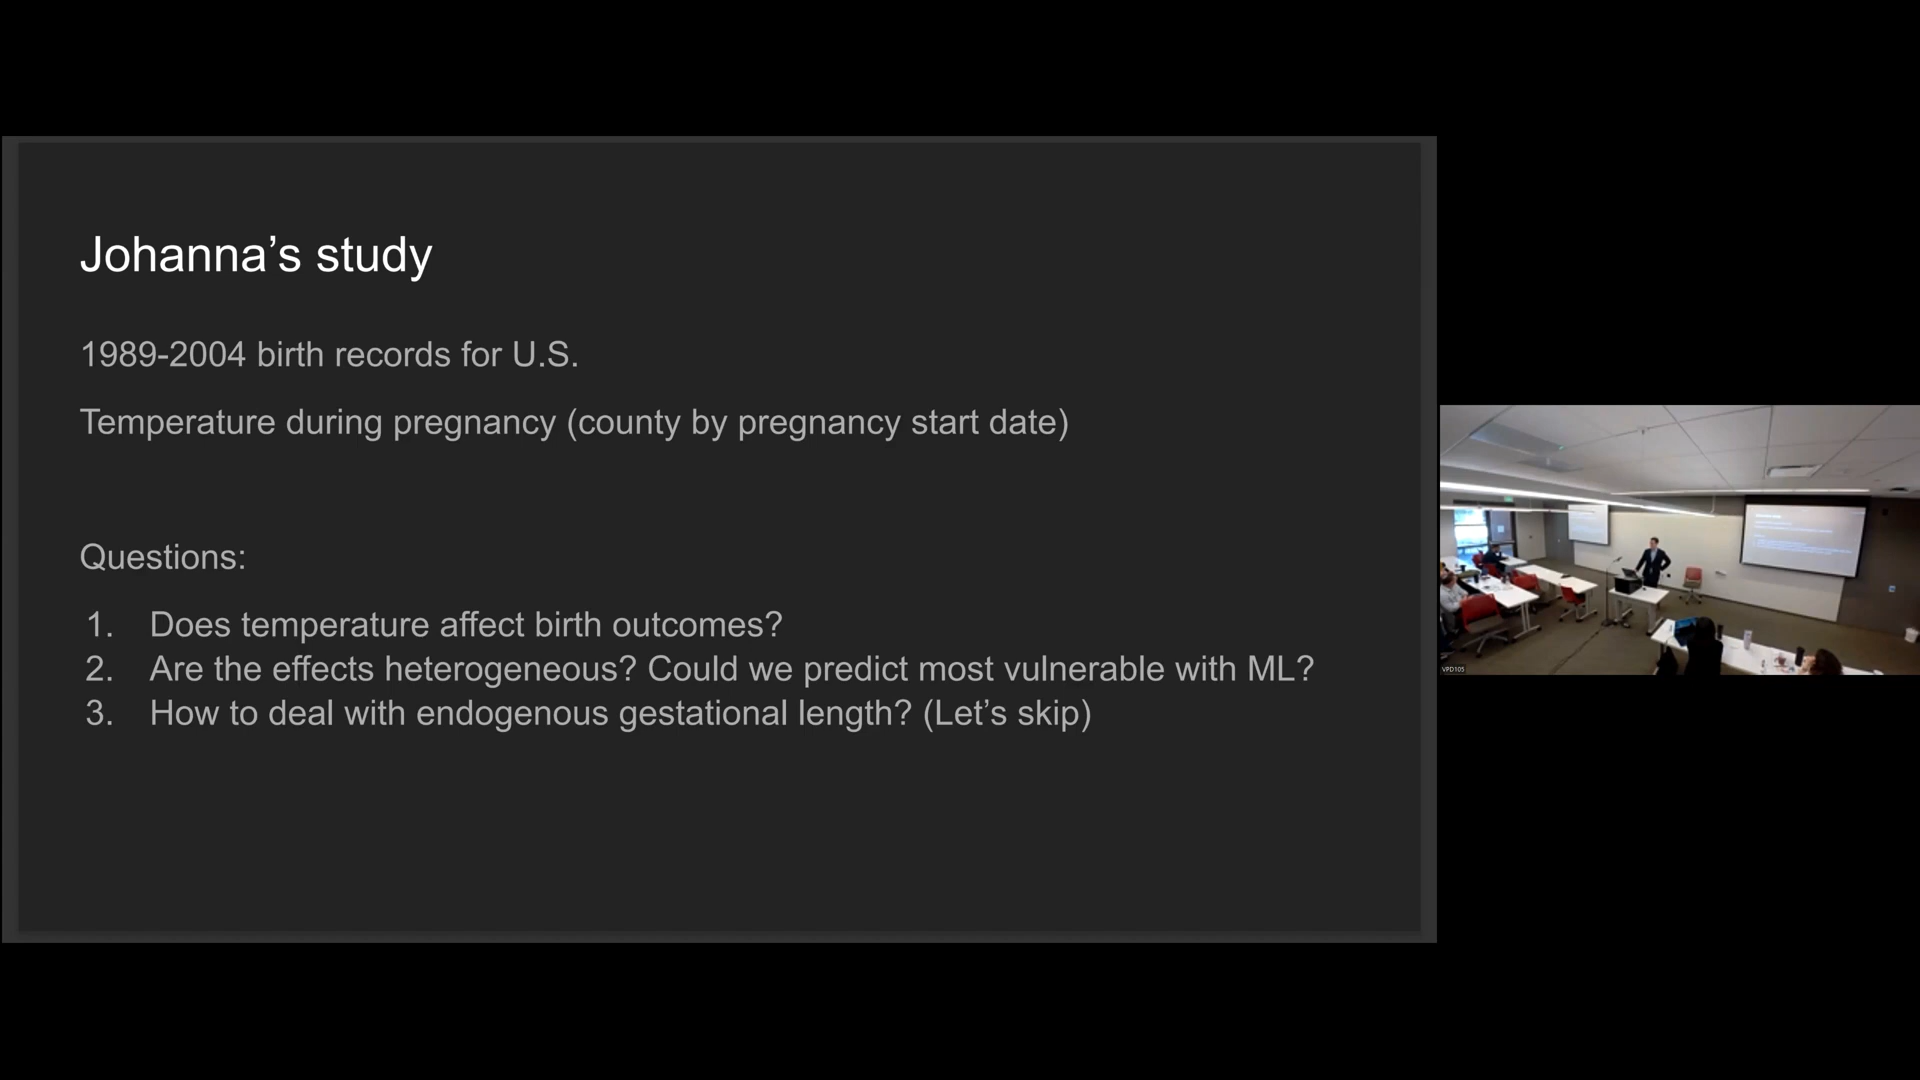 Johanna’s study
1989-2004 birth records for U.S.
Temperature during pregnancy (county by pregnancy start date)
Questions:
1. Does temperature affect birth outcomes?
2. Are the effects heterogeneous? Could we predict most vulnerable with ML?
3. How to deal with endogenous gestational length? (Let’s skip)
VPD105